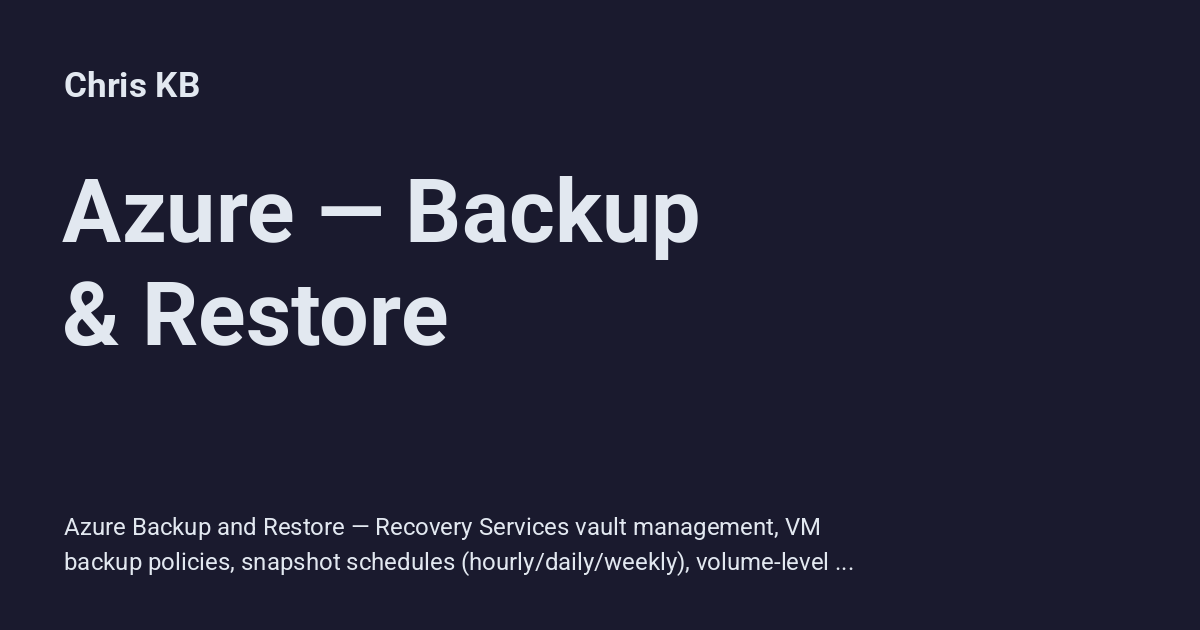 Chris KB
Azure — Backup
& Restore
Azure Backup and Restore — Recovery Services vault management, VM
backup policies, snapshot schedules (hourly/daily/weekly), volume-level ...